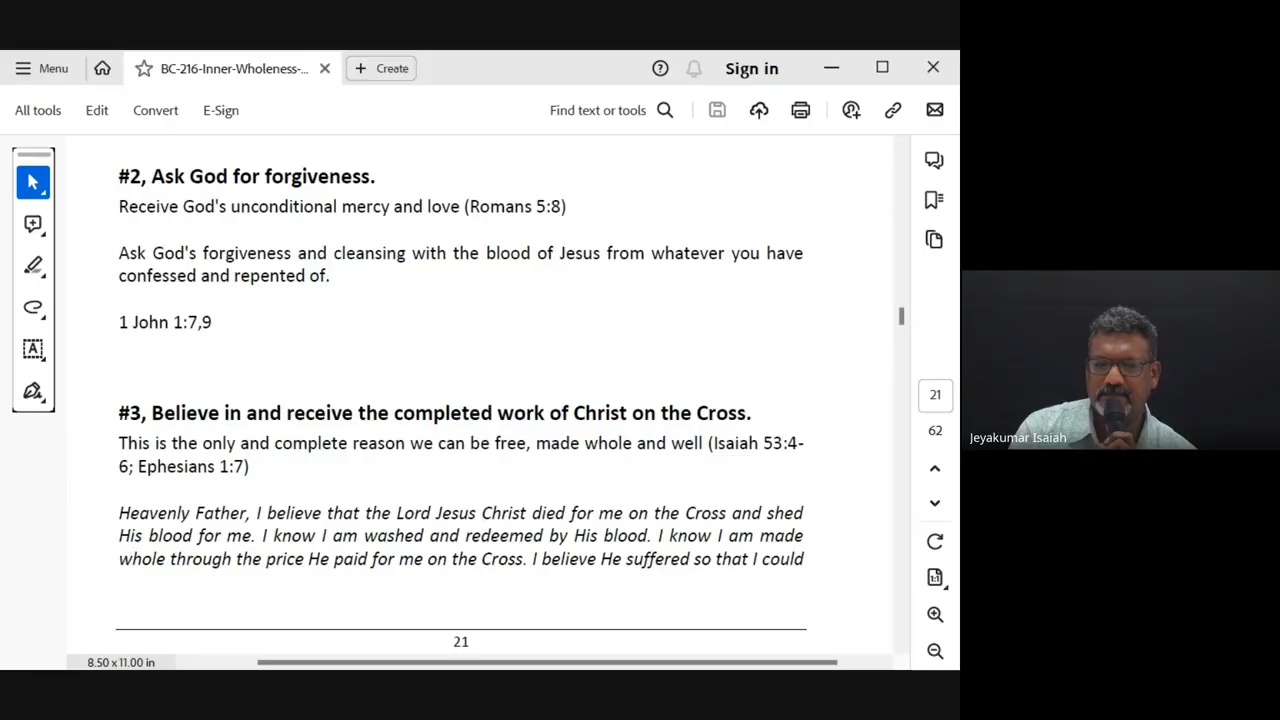 Menu
BC-216-Inner-Wholeness-...
Create
Sign in
All tools
Edit
Convert
E-Sign
Find text or tools
#2, Ask God for forgiveness.
Receive God's unconditional mercy and love (Romans 5:8)
Ask God's forgiveness and cleansing with the blood of Jesus from whatever you have
confessed and repented of.
1 John 1:7,9
#3, Believe in and receive the completed work of Christ on the Cross.
This is the only and complete reason we can be free, made whole and well (Isaiah 53:4-
6; Ephesians 1:7)
Heavenly Father, I believe that the Lord Jesus Christ died for me on the Cross and shed
His blood for me. I know I am washed and redeemed by His blood. I know I am made
whole through the price He paid for me on the Cross. I believe He suffered so that I could
21
8.50 x 11.00 in
21
62
1:1
Jeyakumar Isaiah